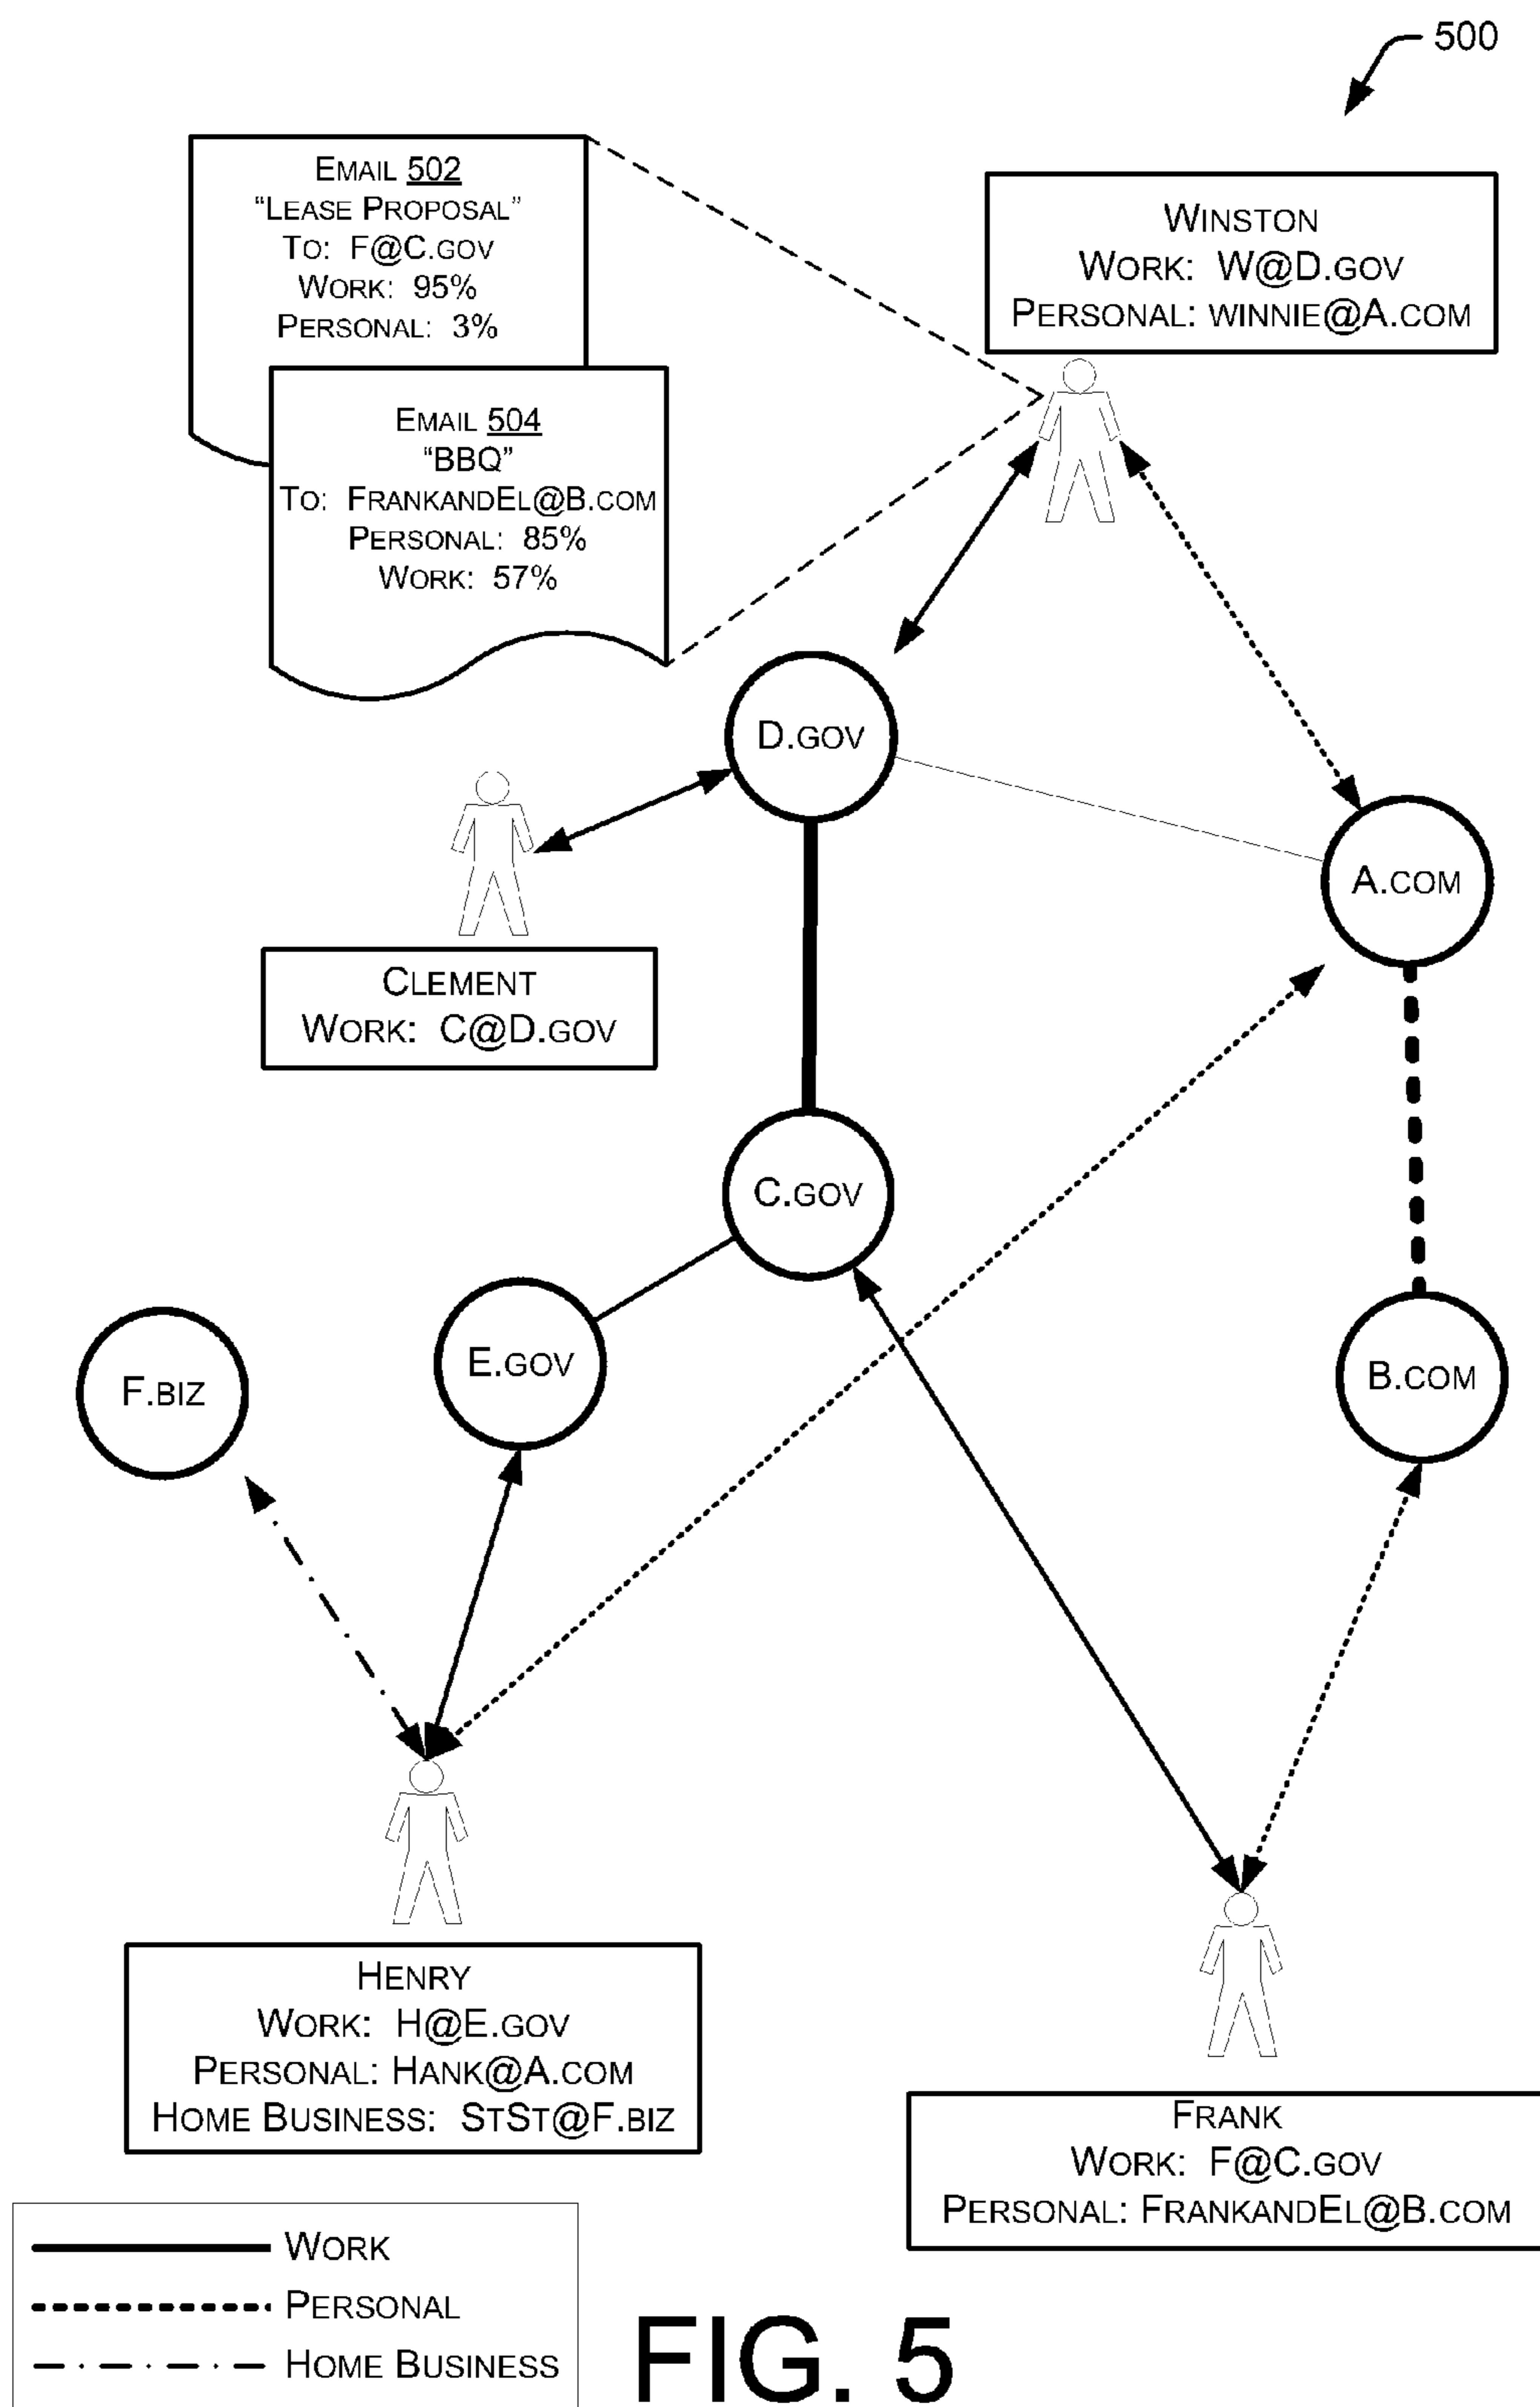 500
EMAIL 502
“LEASE PROPOSAL”
TO: F@C.GOV
WORK: 95%
PERSONAL: 3%
EMAIL 504
“BBQ”
TO: FRANKANDEL@B.COM
PERSONAL: 85%
WORK: 57%
WINSTON
WORK: W@D.GOV
PERSONAL: WINNIE@A.COM
D.GOV
A.COM
CLEMENT
WORK: C@D.GOV
C.GOV
E.GOV
F.BIZ
B.COM
HENRY
WORK: H@E.GOV
PERSONAL: HANK@A.COM
HOME BUSINESS: STST@F.BIZ
FRANK
WORK: F@C.GOV
PERSONAL: FRANKANDEL@B.COM
WORK
PERSONAL
HOME BUSINESS
FIG. 5